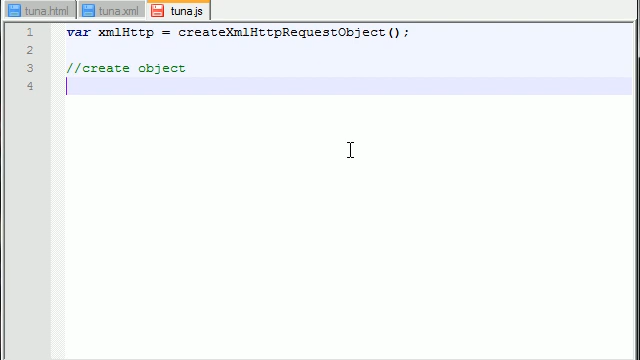 tuna.html tuna.xml tuna.js
1 var xmlHttp = createXmlHttpRequestObject();
2
3 //create object
4